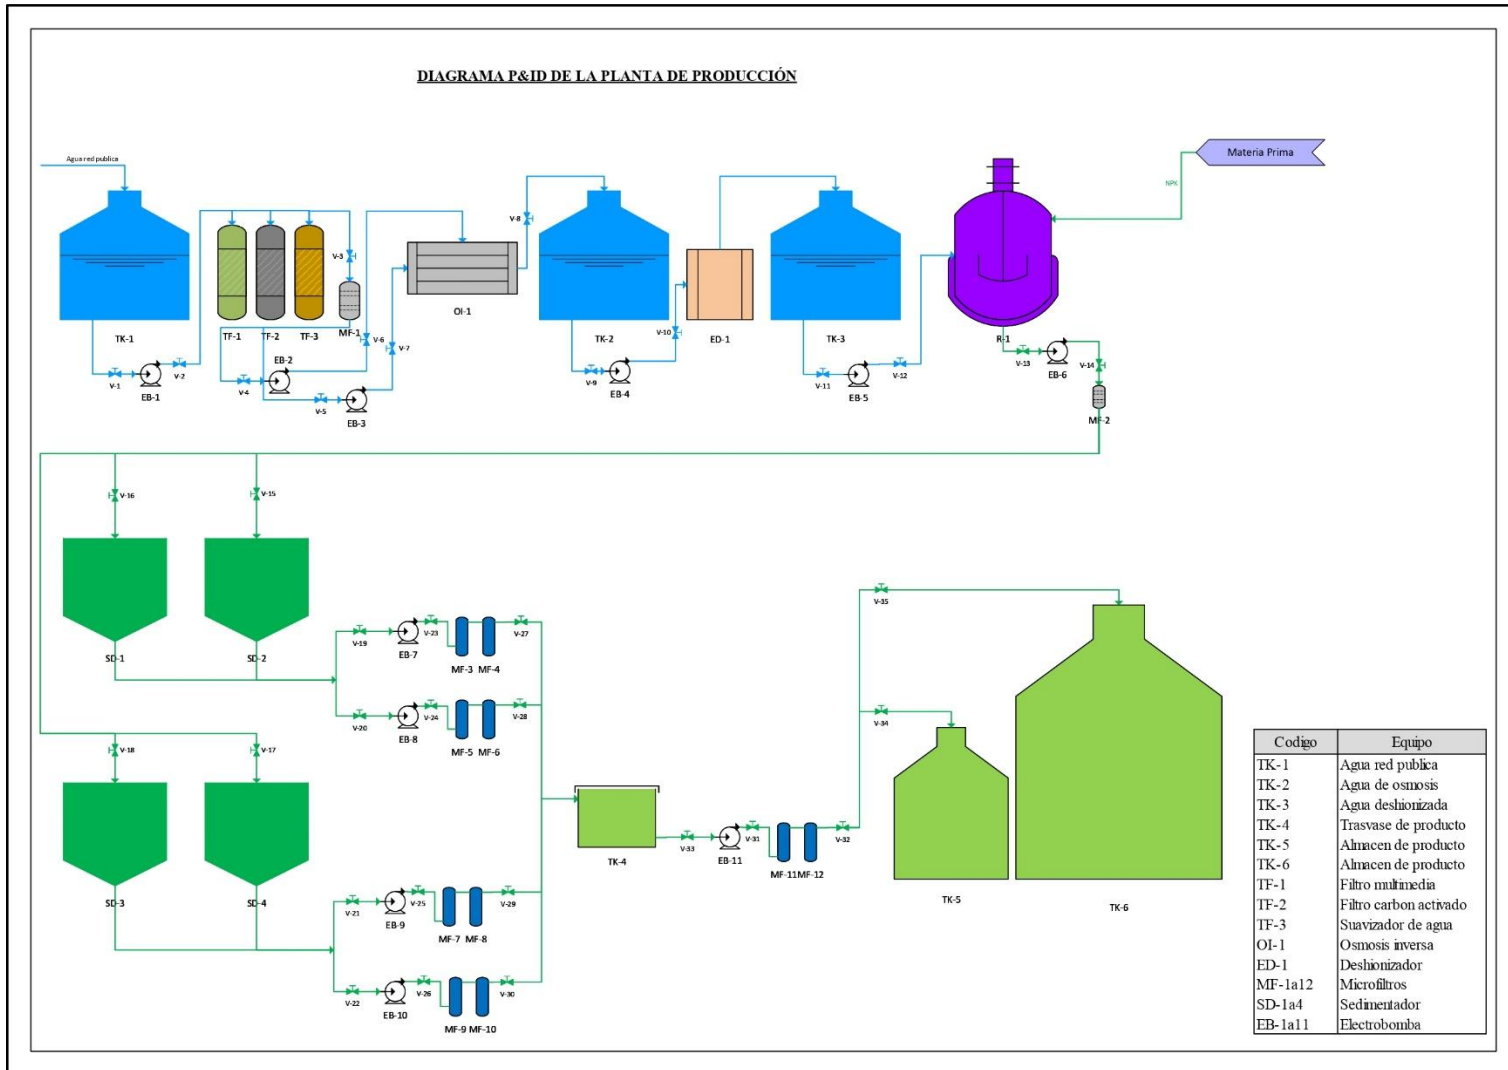 DIAGRAMA P&ID DE LA PLANTA DE PRODUCCIÓN
Agua red publica
Materia Prima
NPK
V-8
V-3
OI-1
TK-1
TF-1
TF-2
TF-3
MF-1
V-6
V-7
TK-2
V-10
ED-1
TK-3
R-1
V-1
V-2
EB-1
EB-2
V-4
V-5
EB-3
V-9
EB-4
V-11
V-12
EB-5
V-13
EB-6
V-14
MF-2
V-16
V-15
SD-1
SD-2
V-19
EB-7
V-23
MF-3
MF-4
V-27
V-20
EB-8
V-24
MF-5
MF-6
V-28
V-18
V-17
SD-3
SD-4
V-21
EB-9
V-25
MF-7
MF-8
V-29
V-22
EB-10
V-26
MF-9
MF-10
V-30
TK-4
V-33
EB-11
V-31
MF-11
MF-12
V-32
V-35
V-34
TK-5
TK-6
Codigo Equipo
TK-1 Agua red publica
TK-2 Agua de osmosis
TK-3 Agua deshionizada
TK-4 Trasvase de producto
TK-5 Almacen de producto
TK-6 Almacen de producto
TF-1 Filtro multimedia
TF-2 Filtro carbon activado
TF-3 Suavizador de agua
OI-1 Osmosis inversa
ED-1 Deshionizador
MF-1a12 Microfiltros
SD-1a4 Sedimentador
EB-1a11 Electrobomba